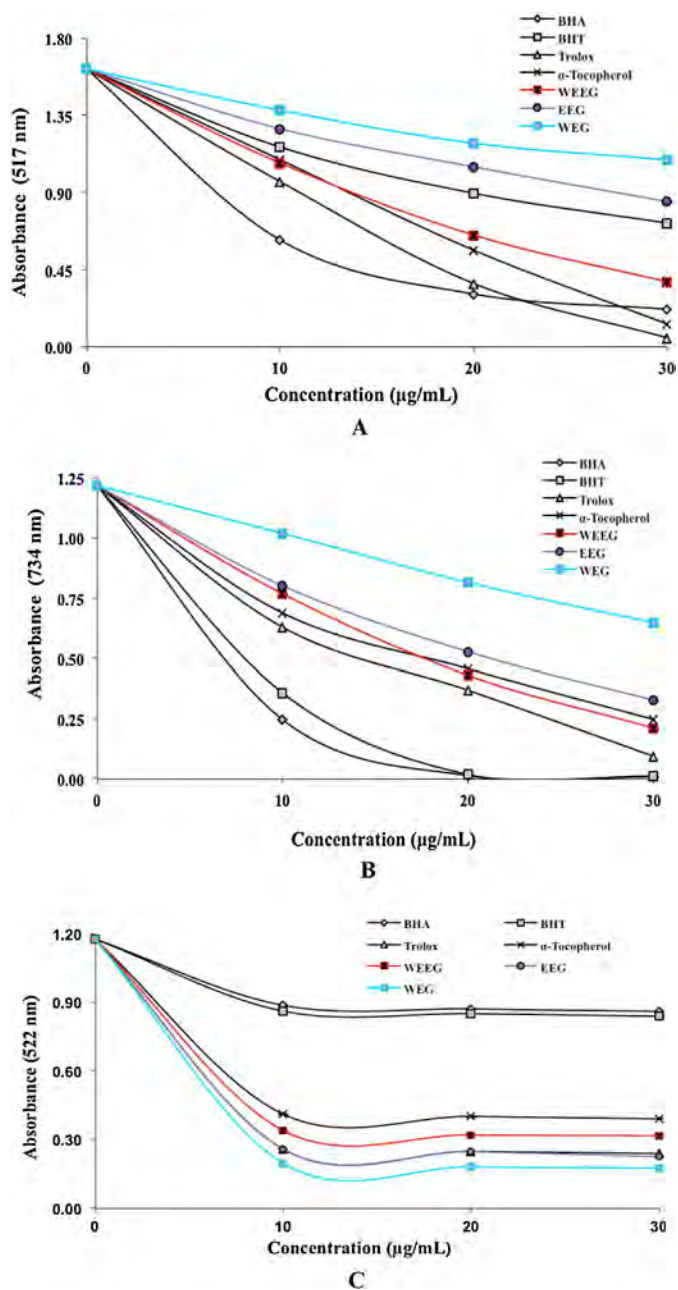 BHA
BHT
Trolox
α-Tocopherol
WEEG
EEG
WEG
1.80
1.35
0.90
0.45
0.00
Absorbance (517 nm)
0 10 20 30
Concentration (µg/mL)
A
BHA
BHT
Trolox
α-Tocopherol
WEEG
EEG
WEG
1.25
1.00
0.75
0.50
0.25
0.00
Absorbance (734 nm)
0 10 20 30
Concentration (µg/mL)
B
BHA BHT
Trolox α-Tocopherol
WEEG EEG
WEG
1.20
0.90
0.60
0.30
0.00
Absorbance (522 nm)
0 10 20 30
Concentration (µg/mL)
C